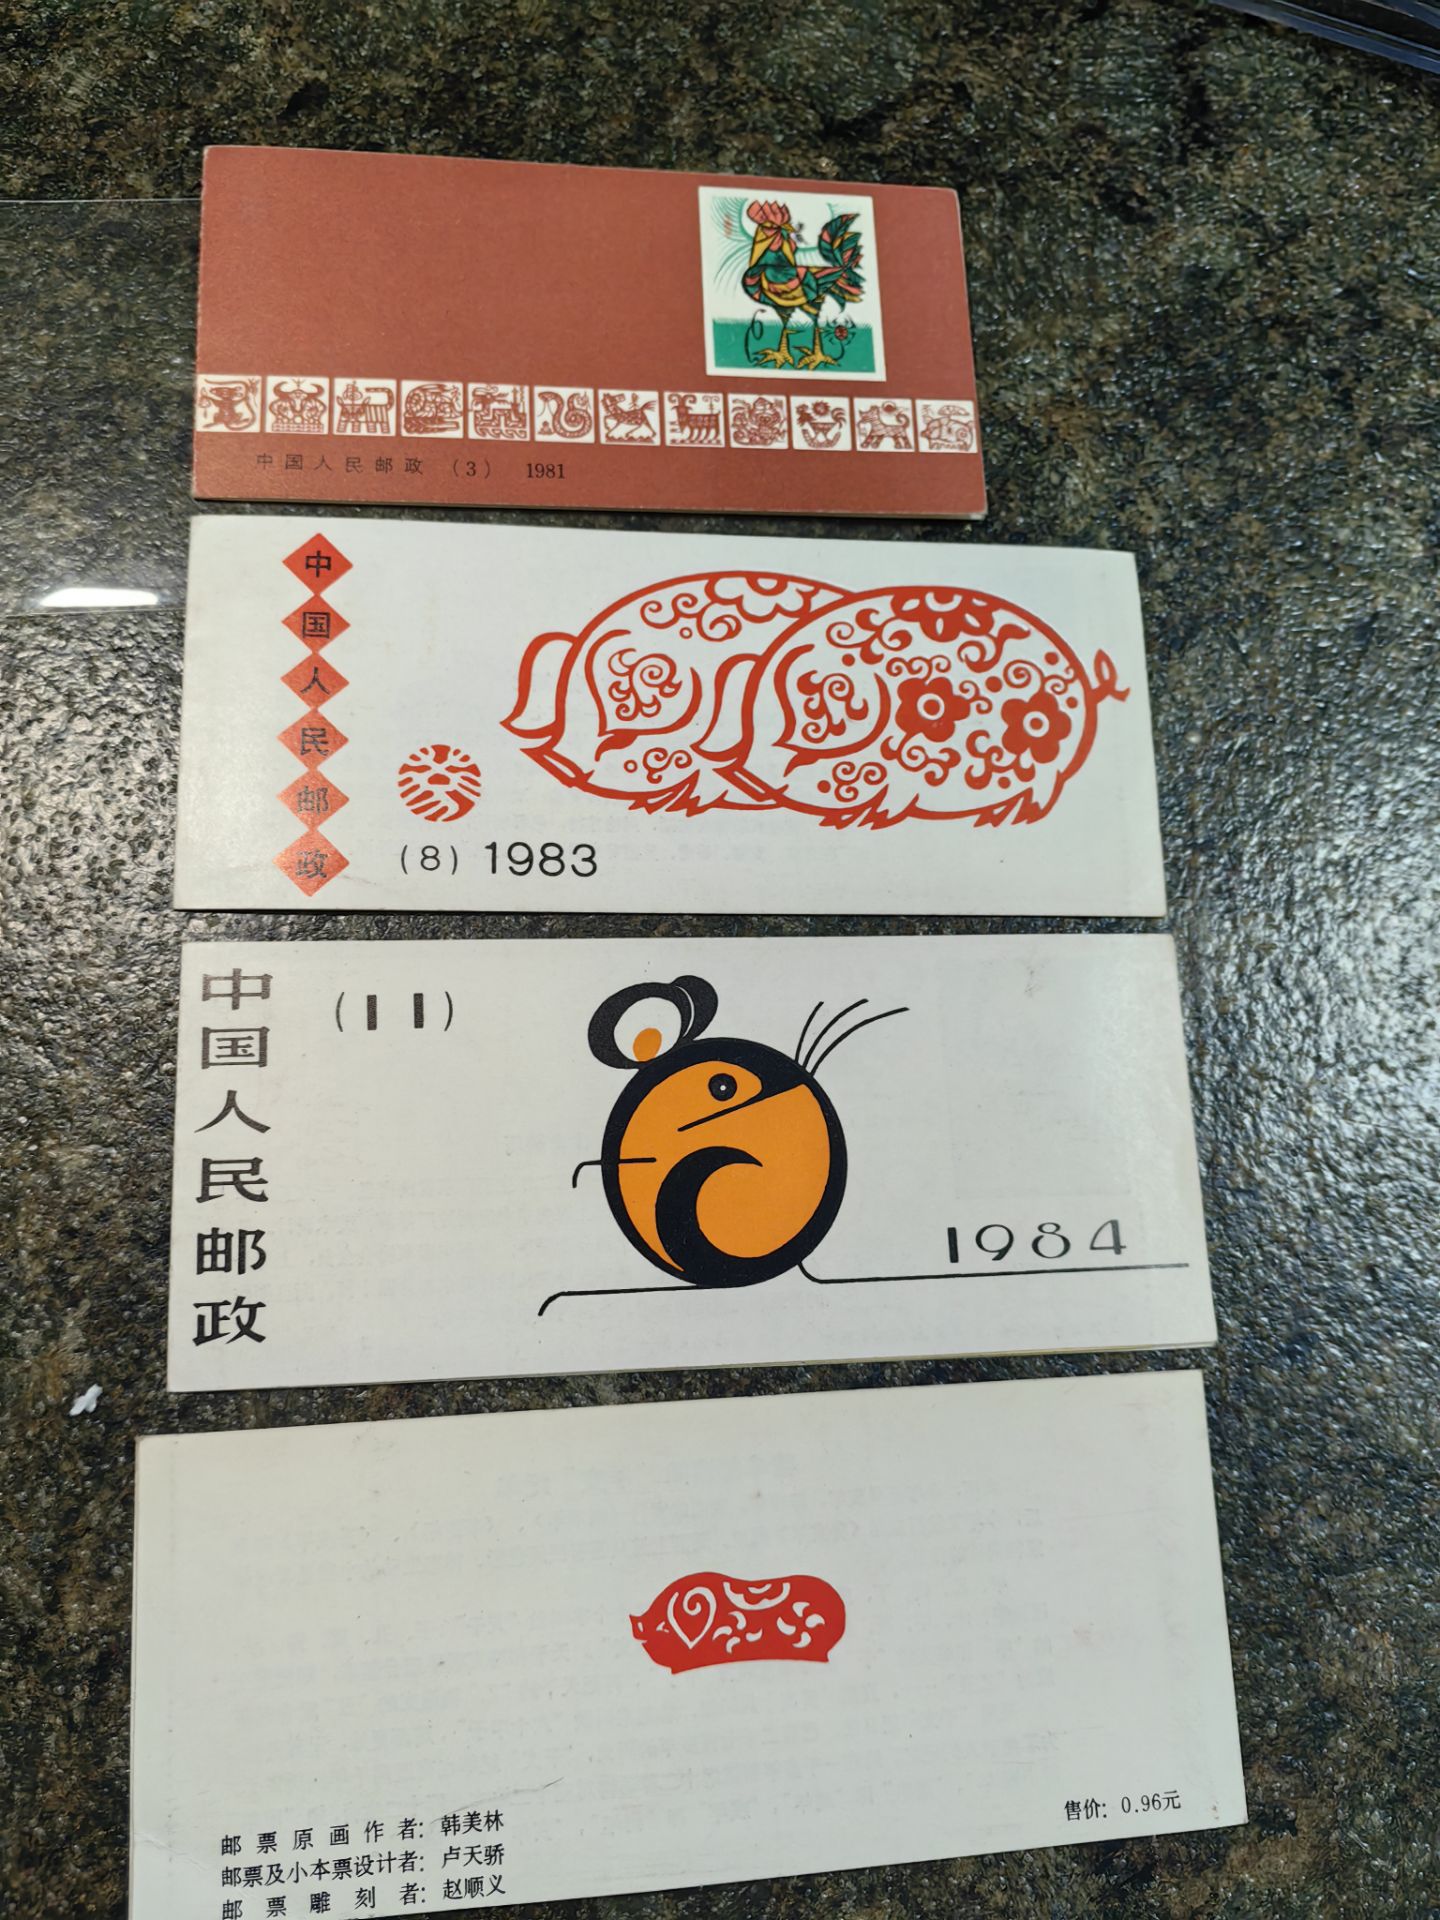 中国人民邮政 (3) 1981
中国人民邮政
(8) 1983
中国人民邮政
(11)
1984
售价: 0.96元
邮票原画作者: 韩美林
邮票及小本票设计者: 卢天骄
邮票雕刻者: 赵顺义